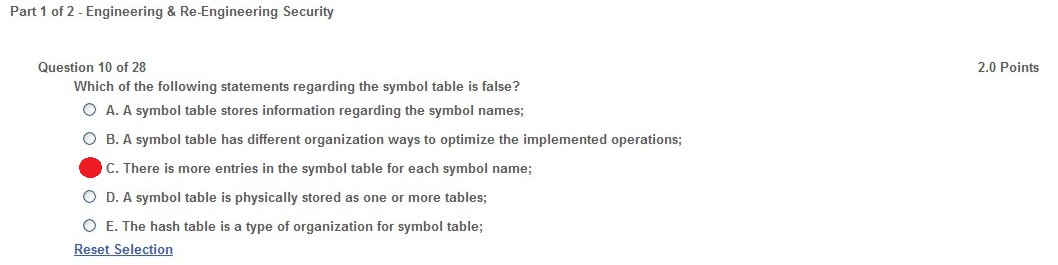 Part 1 of 2 - Engineering & Re-Engineering Security
Question 10 of 28
2.0 Points
Which of the following statements regarding the symbol table is false?
A. A symbol table stores information regarding the symbol names;
B. A symbol table has different organization ways to optimize the implemented operations;
C. There is more entries in the symbol table for each symbol name;
D. A symbol table is physically stored as one or more tables;
E. The hash table is a type of organization for symbol table;
Reset Selection